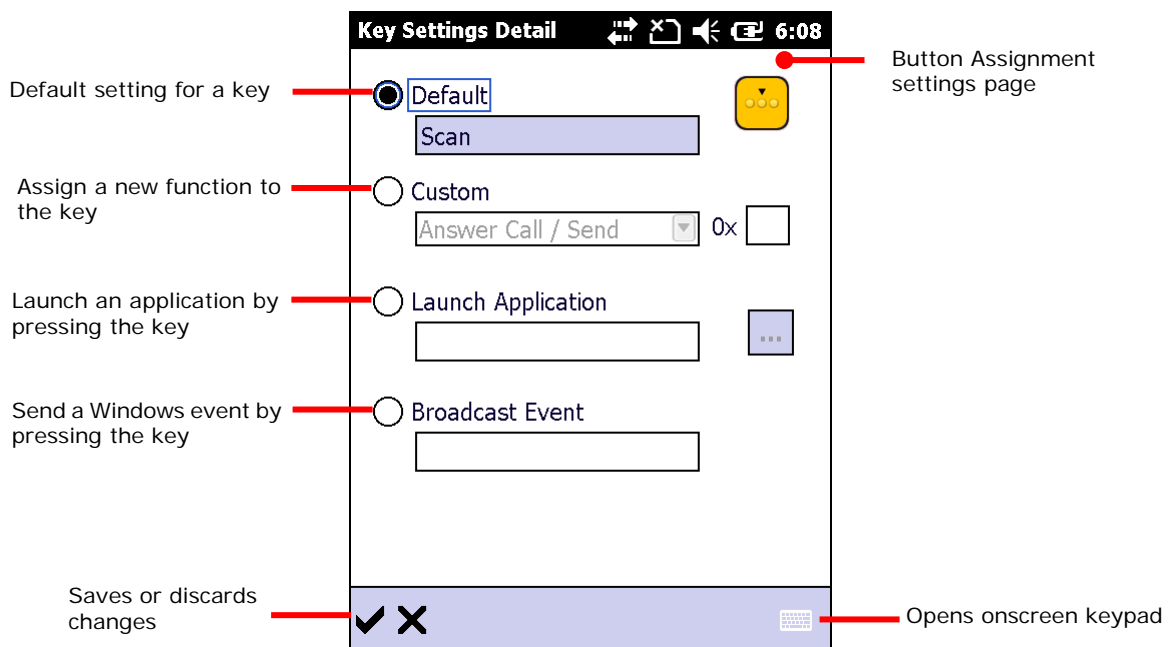 Key Settings Detail 6:08
Button Assignment
settings page
Default setting for a key
Default
Scan
Assign a new function to
the key
Custom
Answer Call / Send 0x
Launch an application by
pressing the key
Launch Application
...
Send a Windows event by
pressing the key
Broadcast Event
Saves or discards
changes
Opens onscreen keypad